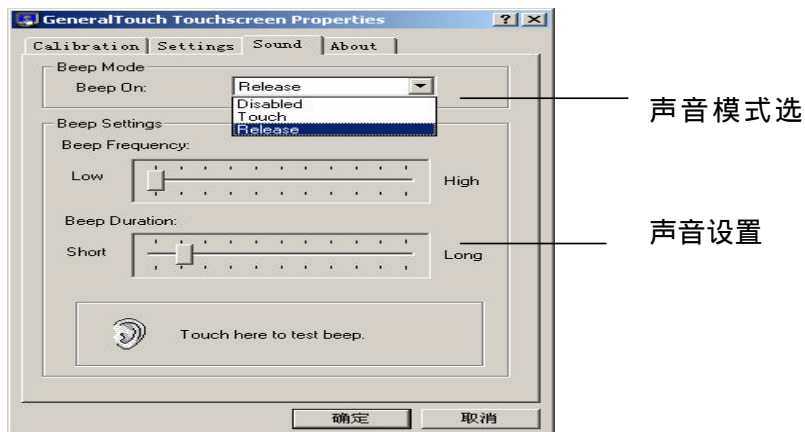 GeneralTouch Touchscreen Properties
Calibration Settings Sound About
Beep Mode
Beep On: Release
Disabled
Touch
Release
声音模式选
Beep Settings
Beep Frequency:
Low High
Beep Duration:
声音设置
Short Long
Touch here to test beep.
确定 取消